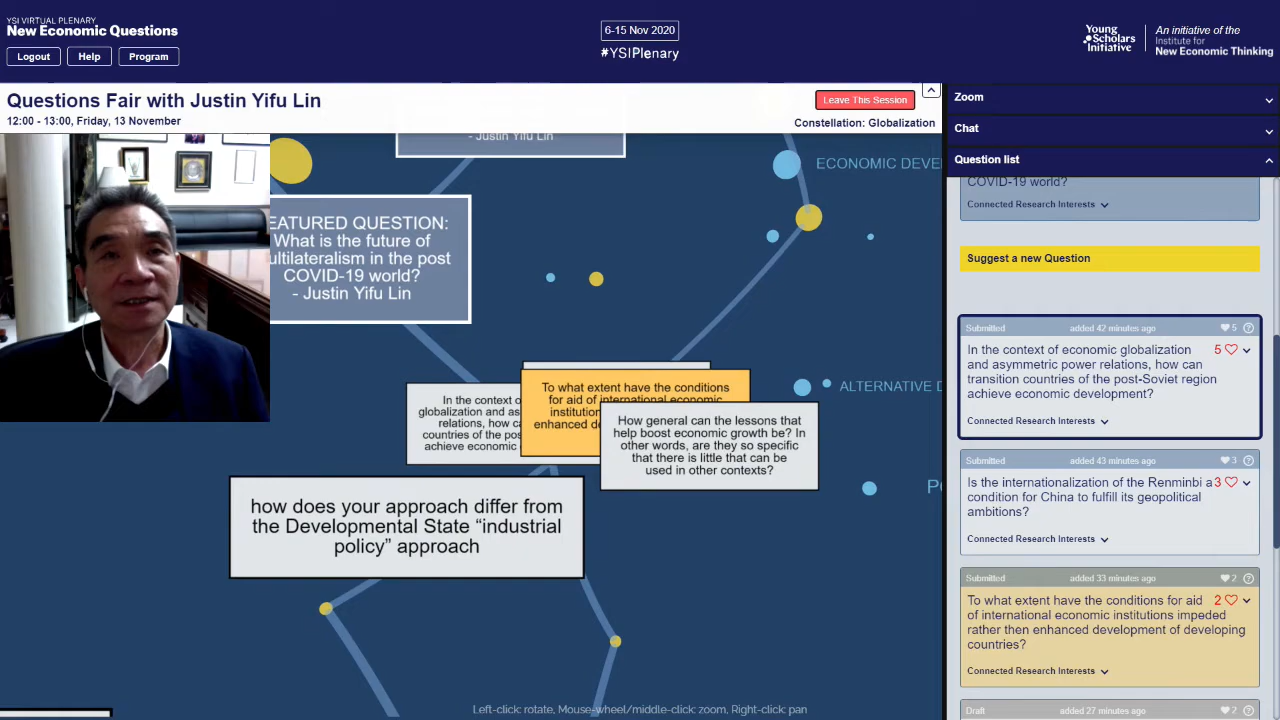 YSI VIRTUAL PLENARY
New Economic Questions
Logout
Help
Program
6-15 Nov 2020
#YSIPlenary
Young
Scholars
Initiative
An initiative of the
Institute for
New Economic Thinking
Questions Fair with Justin Yifu Lin
12:00 - 13:00, Friday, 13 November
Leave This Session
Constellation: Globalization
- Justin Yifu Lin
ECONOMIC DEVE
EATURED QUESTION:
What is the future of
ultilateralism in the post
COVID-19 world?
- Justin Yifu Lin
ALTERNATIVE D
In the context o
globalization and as
relations, how ca
countries of the pos
achieve economic
To what extent have the conditions
for aid of international economic
institution
enhanced de
How general can the lessons that
help boost economic growth be? In
other words, are they so specific
that there is little that can be
used in other contexts?
how does your approach differ from
the Developmental State “industrial
policy” approach
Left-click: rotate, Mouse-wheel/middle-click: zoom, Right-click: pan
Zoom
Chat
Question list
COVID-19 world?
Connected Research Interests
Suggest a new Question
Submitted added 42 minutes ago 5
In the context of economic globalization 5
and asymmetric power relations, how can
transition countries of the post-Soviet region
achieve economic development?
Connected Research Interests
Submitted added 43 minutes ago 3
Is the internationalization of the Renminbi a 3
condition for China to fulfill its geopolitical
ambitions?
Connected Research Interests
Submitted added 33 minutes ago 2
To what extent have the conditions for aid 2
of international economic institutions impeded
rather then enhanced development of developing
countries?
Connected Research Interests
Draft added 27 minutes ago 2